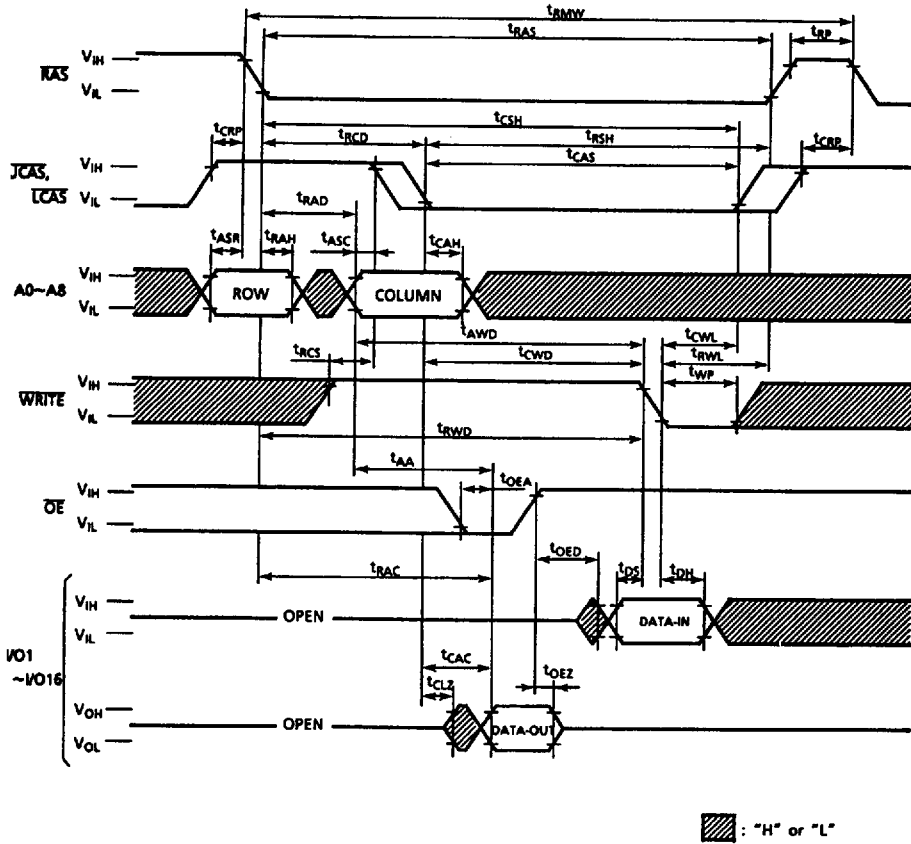 tRMW
tRAS
tRP
RAS
VIH
VIL
tCRP
tRCD
tCSH
tRSH
tCAS
tCRP
JCAS,
LCAS
VIH
VIL
tRAD
tASR
tRAH
tASC
tCAH
A0~A8
VIH
VIL
ROW
COLUMN
tRCS
tAWD
tCWD
tCWL
tRWL
tWP
WRITE
VIH
VIL
tRWD
tAA
tOEA
OE
VIH
VIL
tRAC
tOED
tDS
tDH
VIH
VIL
OPEN
DATA-IN
I/O1
~I/O16
tCAC
tCLZ
tOEZ
VOH
VOL
OPEN
DATA-OUT
: "H" or "L"